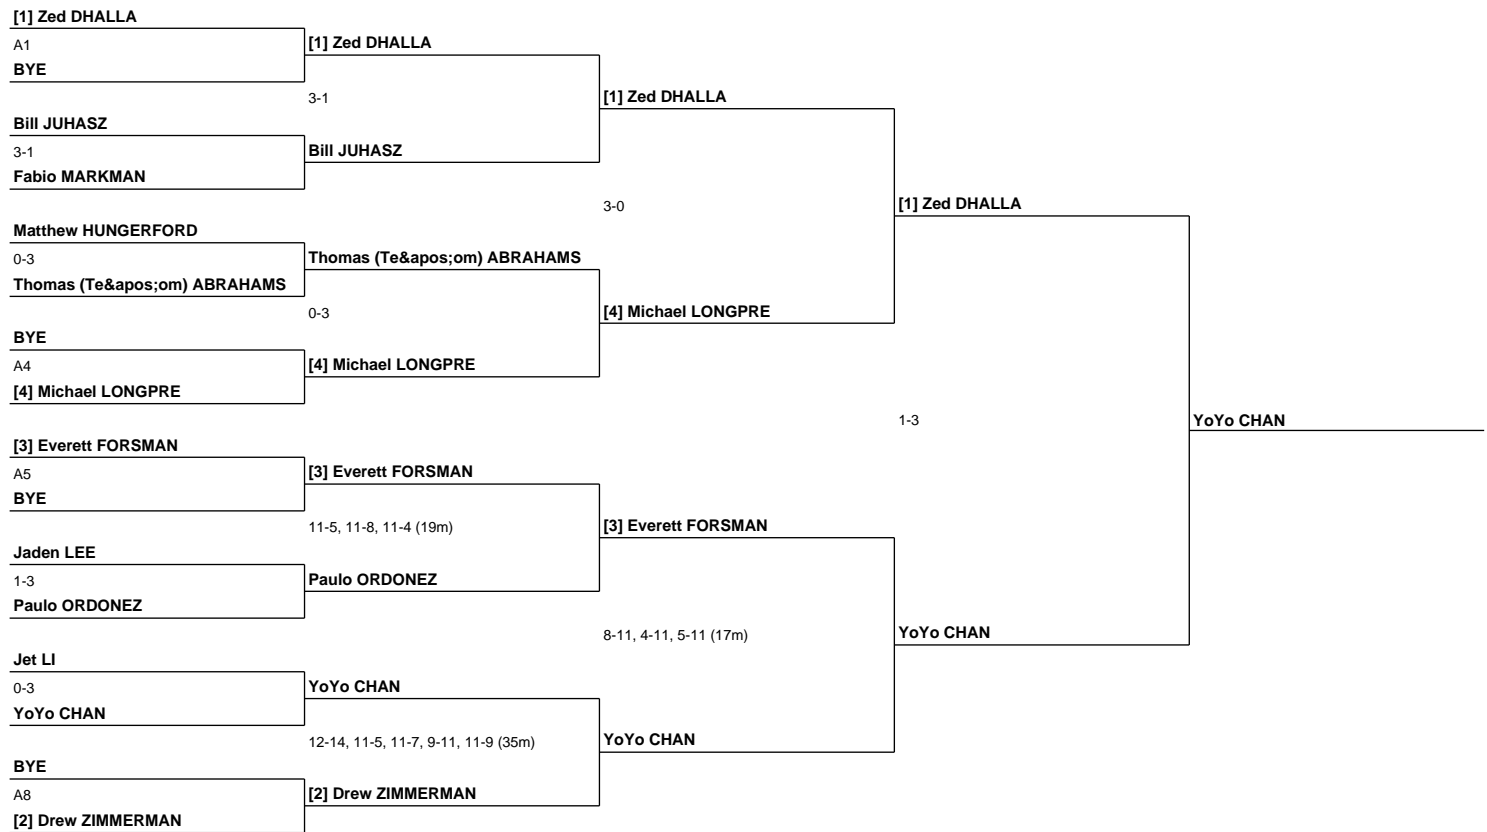 [1] Zed DHALLA
A1
BYE
Bill JUHASZ
3-1
Fabio MARKMAN
Matthew HUNGERFORD
0-3
Thomas (Te&apos;om) ABRAHAMS
BYE
A4
[4] Michael LONGPRE
[3] Everett FORSMAN
A5
BYE
Jaden LEE
1-3
Paulo ORDONEZ
Jet LI
0-3
YoYo CHAN
BYE
A8
[2] Drew ZIMMERMAN
[1] Zed DHALLA
3-1
Bill JUHASZ
Thomas (Te&apos;om) ABRAHAMS
0-3
[4] Michael LONGPRE
[3] Everett FORSMAN
11-5, 11-8, 11-4 (19m)
Paulo ORDONEZ
YoYo CHAN
12-14, 11-5, 11-7, 9-11, 11-9 (35m)
[2] Drew ZIMMERMAN
[1] Zed DHALLA
3-0
[4] Michael LONGPRE
[3] Everett FORSMAN
8-11, 4-11, 5-11 (17m)
YoYo CHAN
[1] Zed DHALLA
1-3
YoYo CHAN
YoYo CHAN